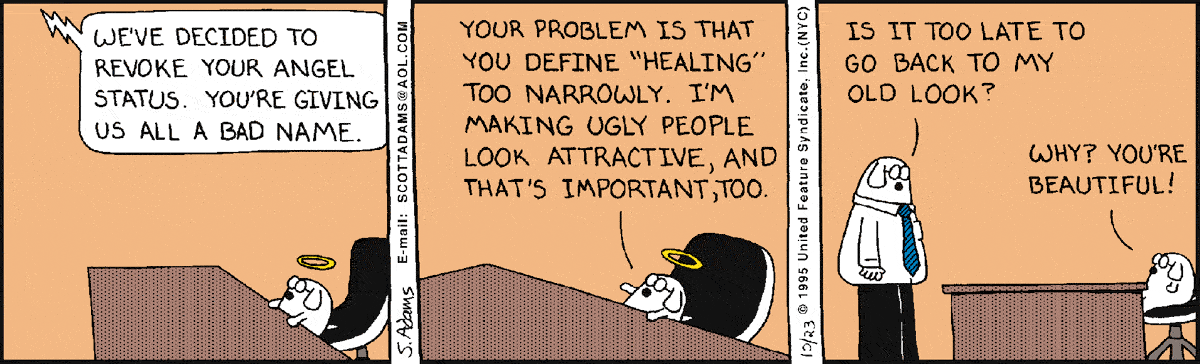 WE'VE DECIDED TO
REVOKE YOUR ANGEL
STATUS. YOU'RE GIVING
US ALL A BAD NAME.
S. Adams
E-mail: SCOTTADAMS@AOL.COM
YOUR PROBLEM IS THAT
YOU DEFINE "HEALING"
TOO NARROWLY. I'M
MAKING UGLY PEOPLE
LOOK ATTRACTIVE, AND
THAT'S IMPORTANT, TOO.
10/23 © 1995 United Feature Syndicate, Inc.(NYC)
IS IT TOO LATE TO
GO BACK TO MY
OLD LOOK?
WHY? YOU'RE
BEAUTIFUL!